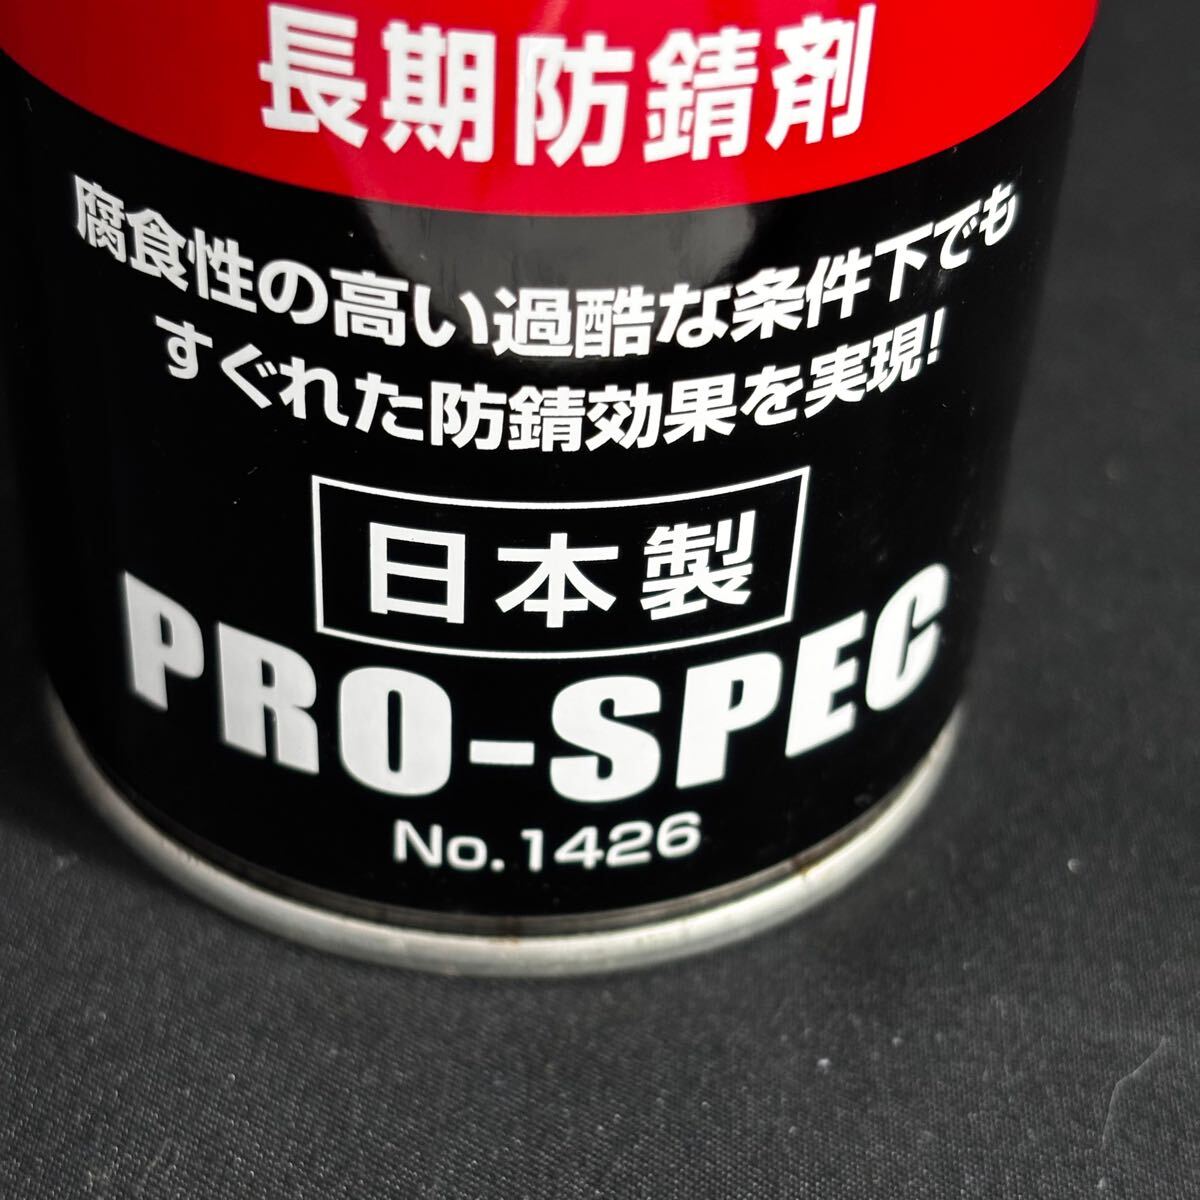 長期防錆剤
腐食性の高い過酷な条件下でも
すぐれた防錆効果を実現!
日本製
PRO-SPEC
No.1426